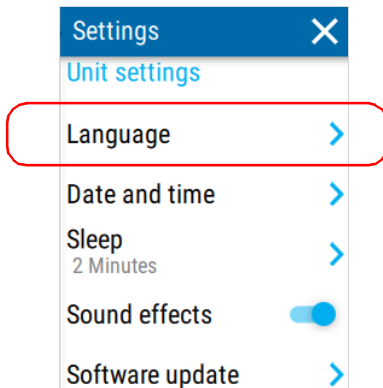 Settings
Unit settings
Language
Date and time
Sleep
2 Minutes
Sound effects
Software update